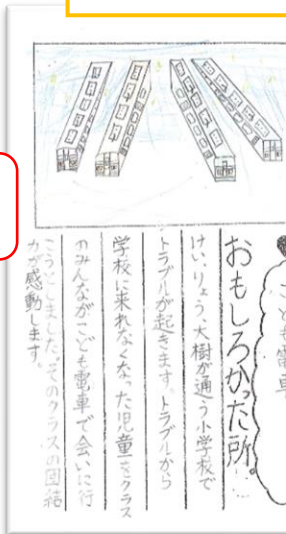 こども電車
おもしろかった所。
けい、りょう、大樹が通う小学校で
トラブルが起きます。トラブルから
学校に来れなくなった児童をクラス
のみんながこども電車で会いに行
こうとしました。そのクラスの団結
力が感動します。